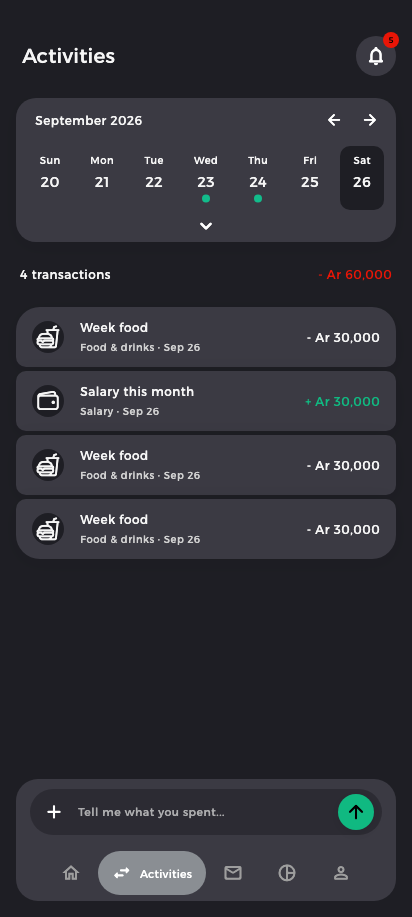 Activities
5
September 2026
Sun Mon Tue Wed Thu Fri Sat
20 21 22 23 24 25 26
4 transactions - Ar 60,000
Week food
Food & drinks · Sep 26
- Ar 30,000
Salary this month
Salary · Sep 26
+ Ar 30,000
Week food
Food & drinks · Sep 26
- Ar 30,000
Week food
Food & drinks · Sep 26
- Ar 30,000
Tell me what you spent...
Activities